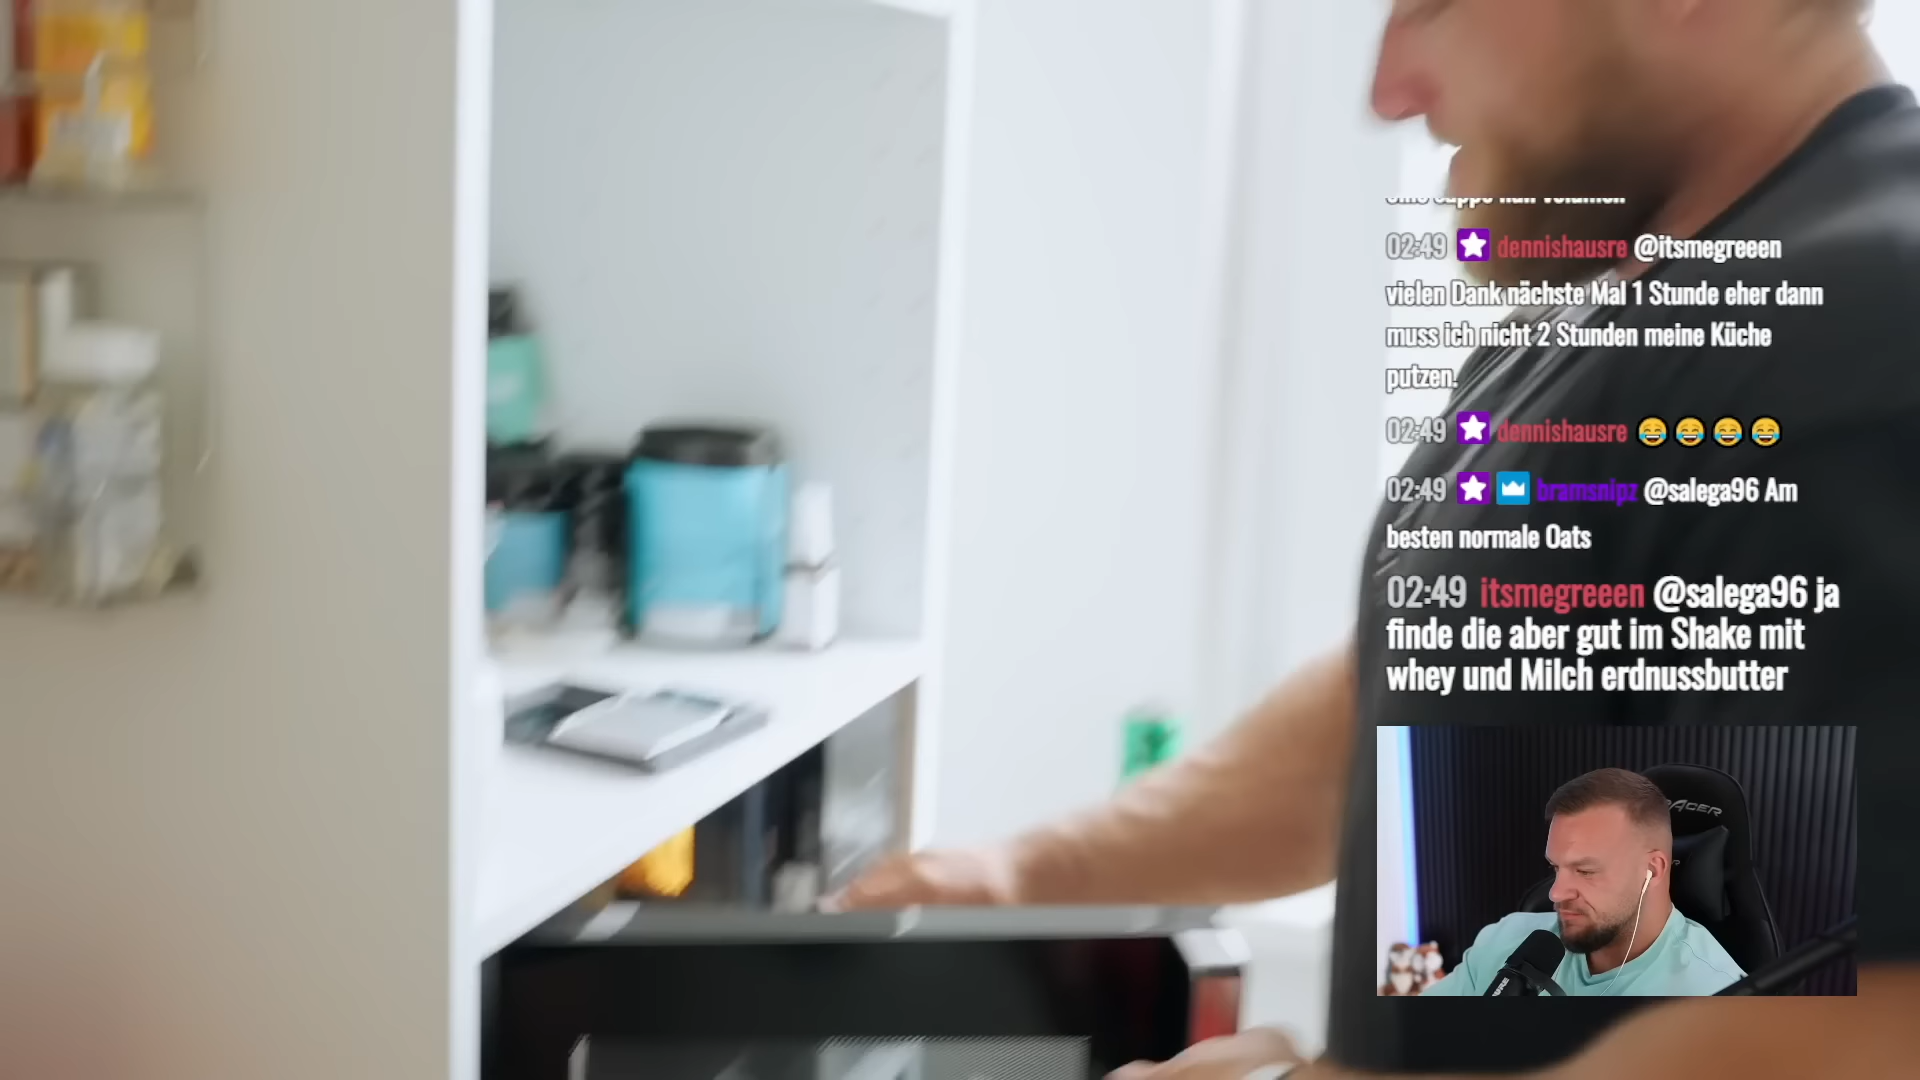 02:49 dennishausre @itsmegreeen
vielen Dank nächste Mal 1 Stunde eher dann
muss ich nicht 2 Stunden meine Küche
putzen.
02:49 dennishausre 😂😂😂😂
02:49 bramsnipz @salega96 Am
besten normale Oats
02:49 itsmegreeen @salega96 ja
finde die aber gut im Shake mit
whey und Milch erdnussbutter